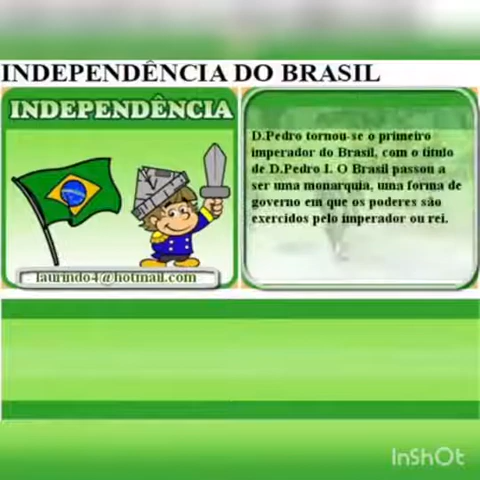 INDEPENDÊNCIA DO BRASIL
INDEPENDÊNCIA
laurindo4@hotmail.com
D.Pedro tornou-se o primeiro
imperador do Brasil, com o título
de D.Pedro I. O Brasil passou a
ser uma monarquia, uma forma de
governo em que os poderes são
exercidos pelo imperador ou rei.
InShOt